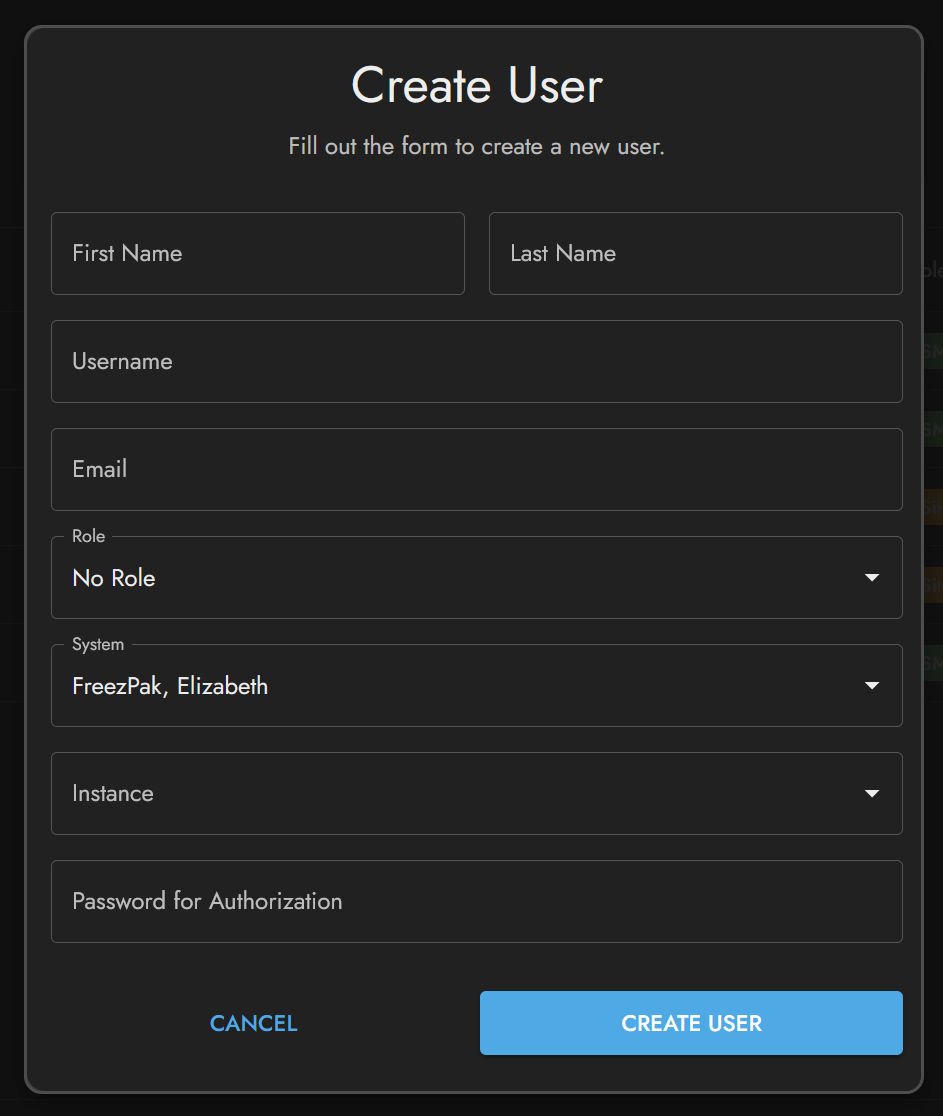 Create User
Fill out the form to create a new user.
First Name
Last Name
Username
Email
Role
No Role
System
FreezPak, Elizabeth
Instance
Password for Authorization
CANCEL
CREATE USER